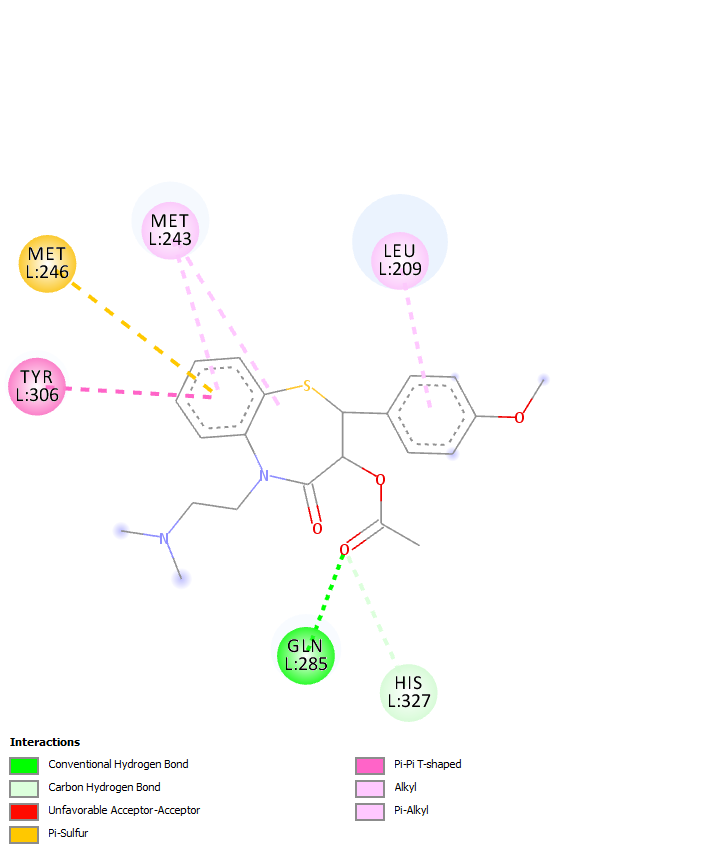 MET
L:243
MET
L:246
LEU
L:209
TYR
L:306
S
O
N
O
O
N
O
GLN
L:285
HIS
L:327
Interactions
Conventional Hydrogen Bond
Carbon Hydrogen Bond
Unfavorable Acceptor-Acceptor
Pi-Sulfur
Pi-Pi T-shaped
Alkyl
Pi-Alkyl